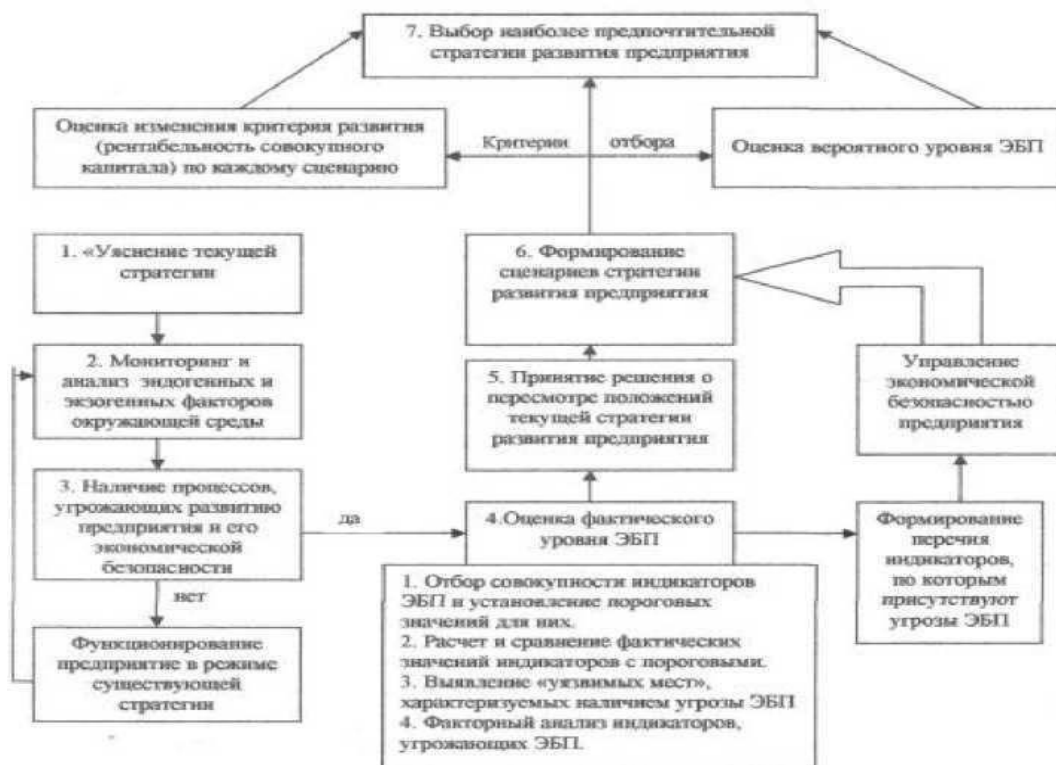 7. Выбор наиболее предпочтительной
стратегии развития предприятия
Оценка изменения критерия развития
(рентабельность совокупного
капитала) по каждому сценарию
Критерии
отбора
Оценка вероятного уровня ЭБП
1. «Уяснение текущей
стратегии
2. Мониторинг и
анализ эндогенных и
экзогенных факторов
окружающей среды
3. Наличие процессов,
угрожающих развитию
предприятия и его
экономической
безопасности
да
нет
Функционирование
предприятие в режиме
существующей
стратегии
6. Формирование
сценариев стратегии
развития предприятия
5. Принятие решения о
пересмотре положений
текущей стратегии
развития предприятия
4.Оценка фактического
уровня ЭБП
1. Отбор совокупности индикаторов
ЭБП и установление пороговых
значений для них.
2. Расчет и сравнение фактических
значений индикаторов с пороговыми.
3. Выявление «уязвимых мест»,
характеризуемых наличием угрозы ЭБП
4. Факторный анализ индикаторов,
угрожающих ЭБП.
Управление
экономической
безопасностью
предприятия
Формирование
перечия
индикаторов,
по которым
присутствуют
угрозы ЭБП